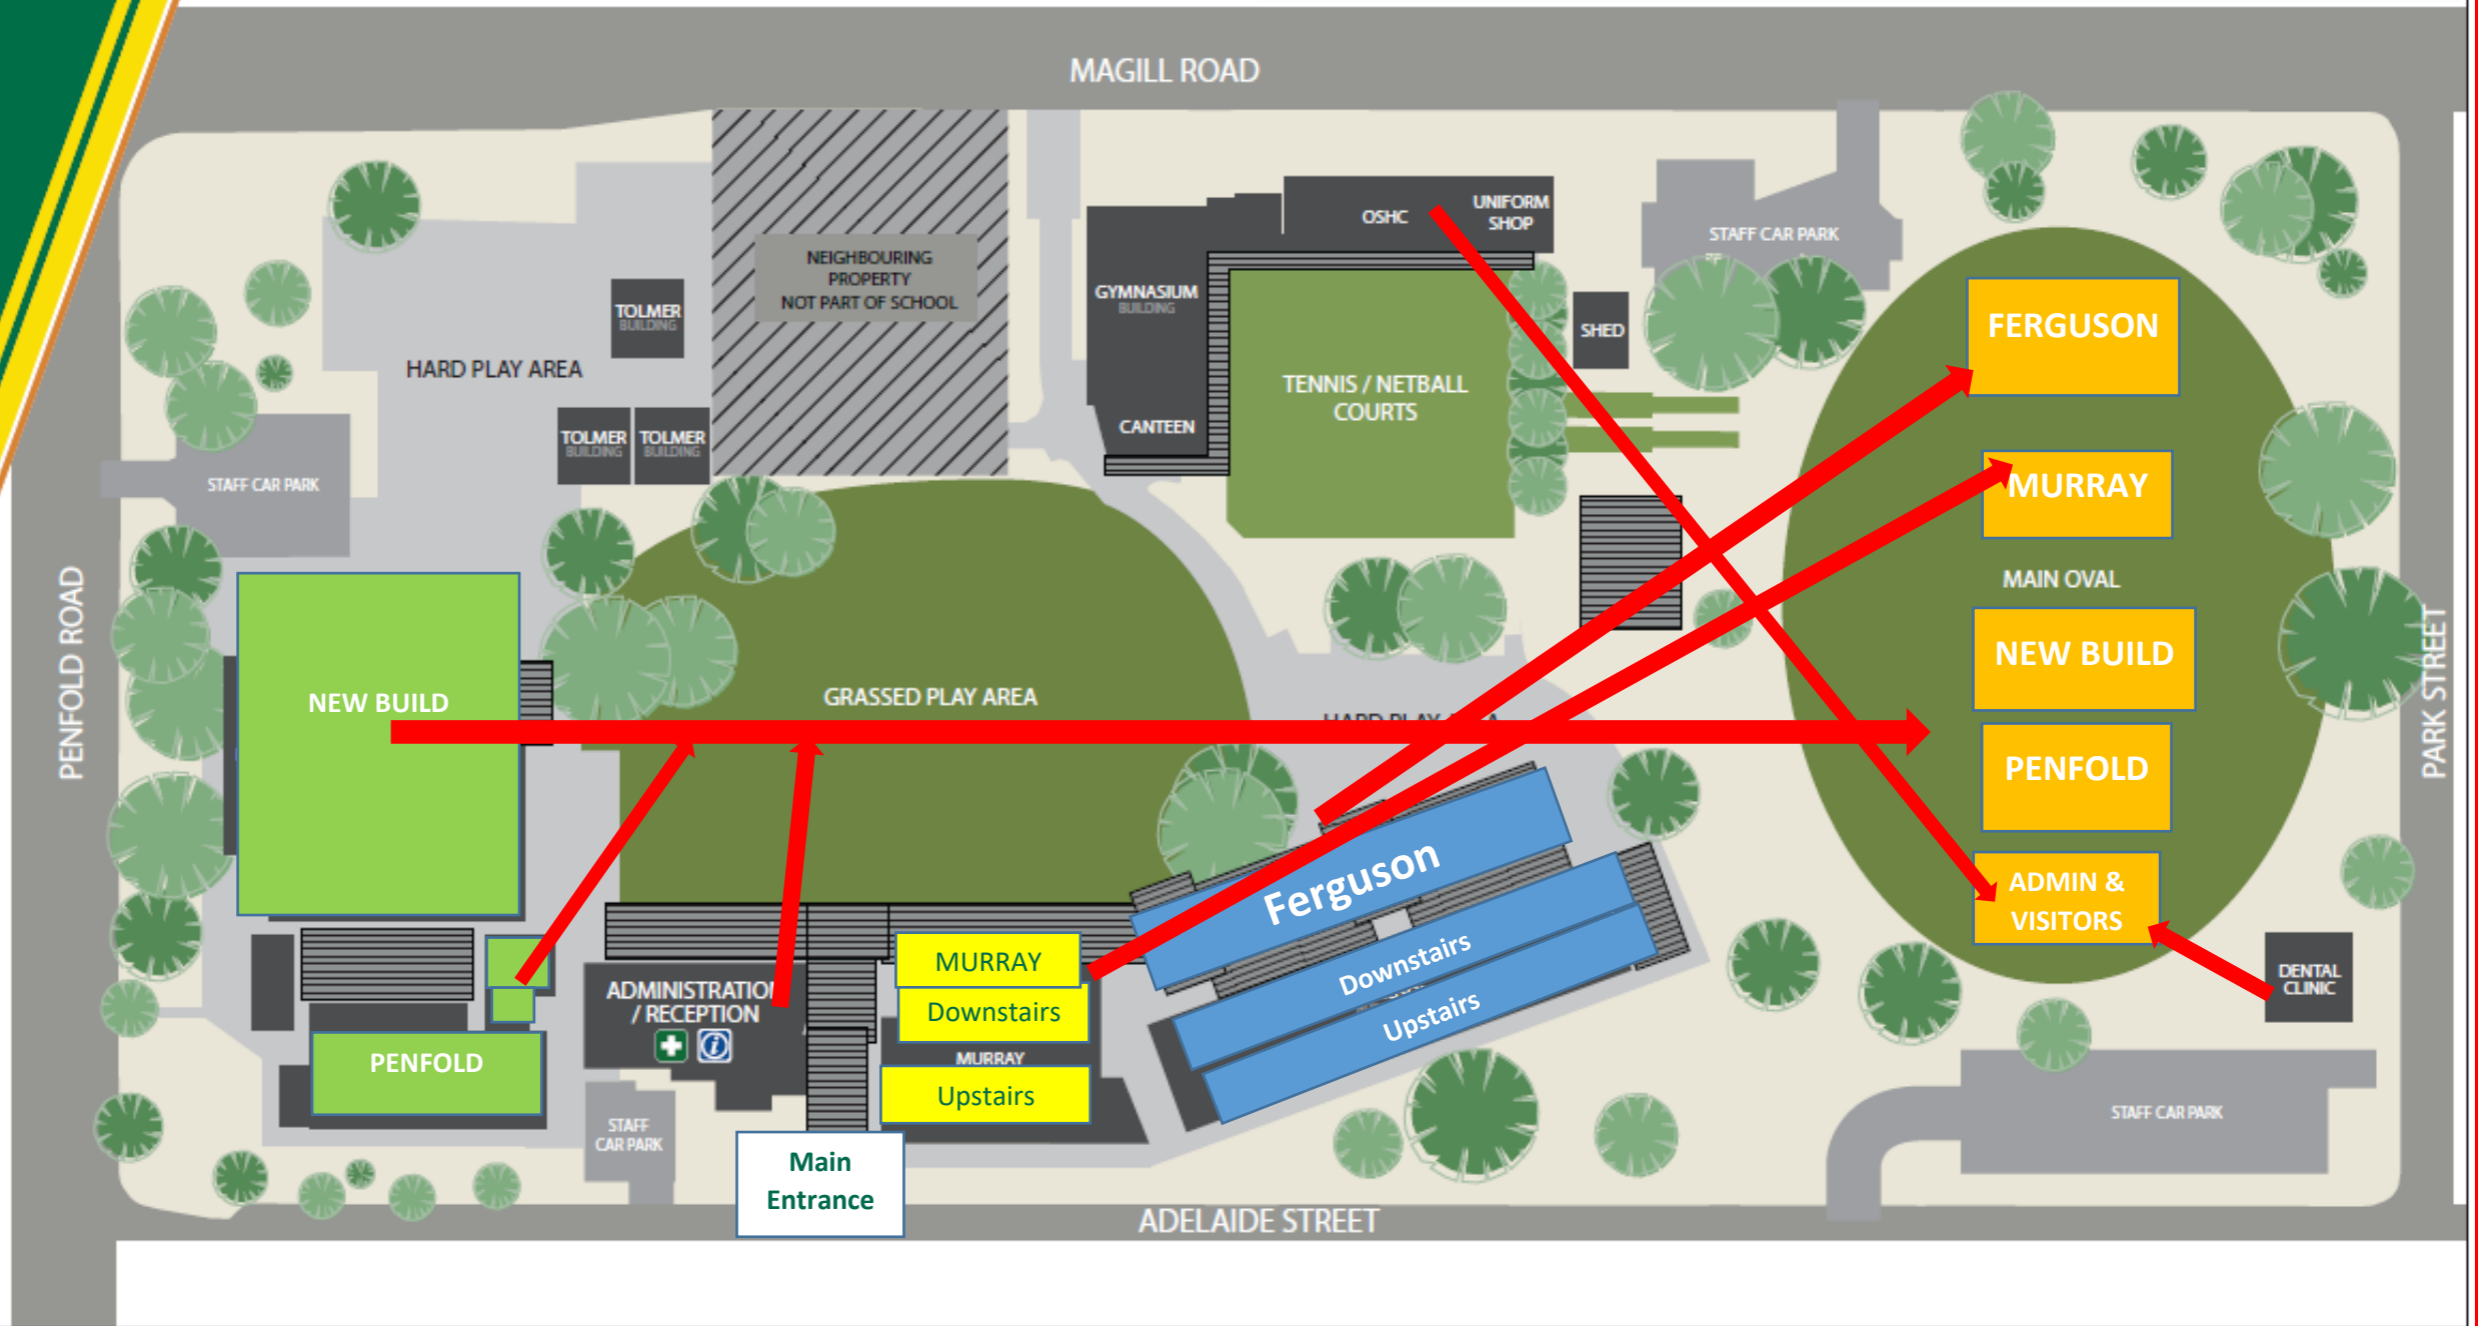 MAGILL ROAD
OSHC
UNIFORM
SHOP
STAFF CAR PARK
NEIGHBOURING
PROPERTY
NOT PART OF SCHOOL
GYMNASIUM
BUILDING
TOLMER
BUILDING
SHED
FERGUSON
HARD PLAY AREA
TENNIS / NETBALL
COURTS
CANTEEN
TOLMER
BUILDING
TOLMER
BUILDING
STAFF CAR PARK
MURRAY
MAIN OVAL
PENFOLD ROAD
NEW BUILD
GRASSED PLAY AREA
HARD PLAY AREA
NEW BUILD
PARK STREET
PENFOLD
Ferguson
ADMIN &
VISITORS
MURRAY
Downstairs
Downstairs
Upstairs
ADMINISTRATION
/ RECEPTION
DENTAL
CLINIC
MURRAY
PENFOLD
Upstairs
STAFF
CAR PARK
STAFF CAR PARK
Main
Entrance
ADELAIDE STREET